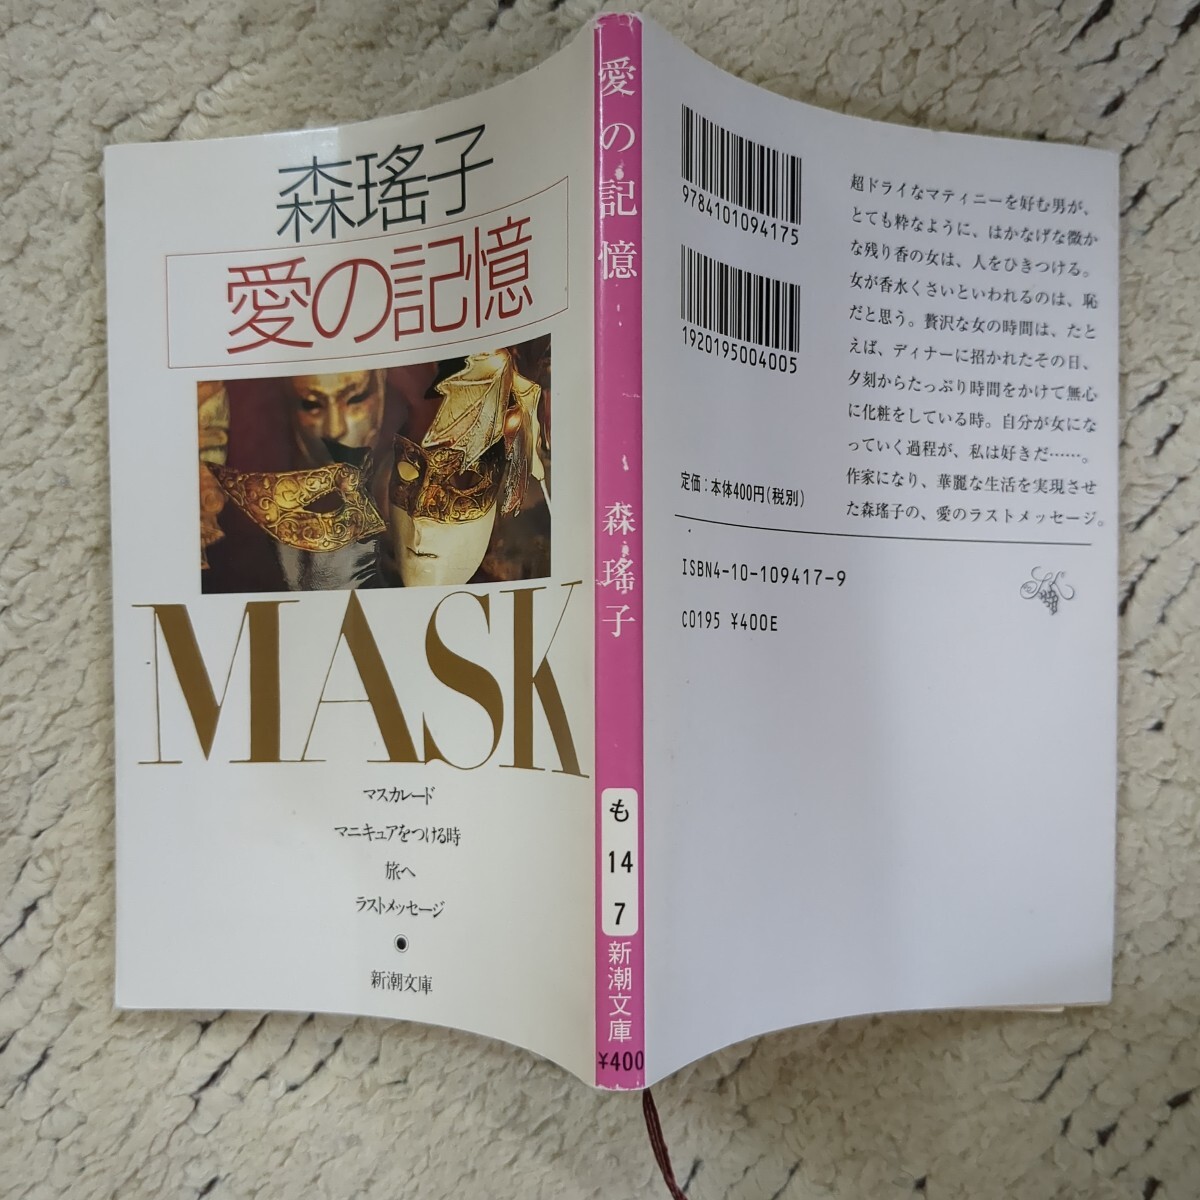 森瑤子
愛の記憶
MASK
マスカレード
マニキュアをつける時
旅へ
ラストメッセージ
新潮文庫
愛の記憶
森瑤子
も
14
7
新潮文庫
¥400
9784101094175
1920195004005
定価:本体400円(税別)
ISBN4-10-109417-9
C0195 ¥400E
超ドライなマティニーを好む男が、
とても粋なように、はかなげな微か
な残り香の女は、人をひきつける。
女が香水くさいといわれるのは、恥
だと思う。贅沢な女の時間は、たと
えば、ディナーに招かれたその日、
夕刻からたっぷり時間をかけて無心
に化粧をしている時。自分が女にな
っていく過程が、私は好きだ……。
作家になり、華麗な生活を実現させ
た森瑤子の、愛のラストメッセージ。